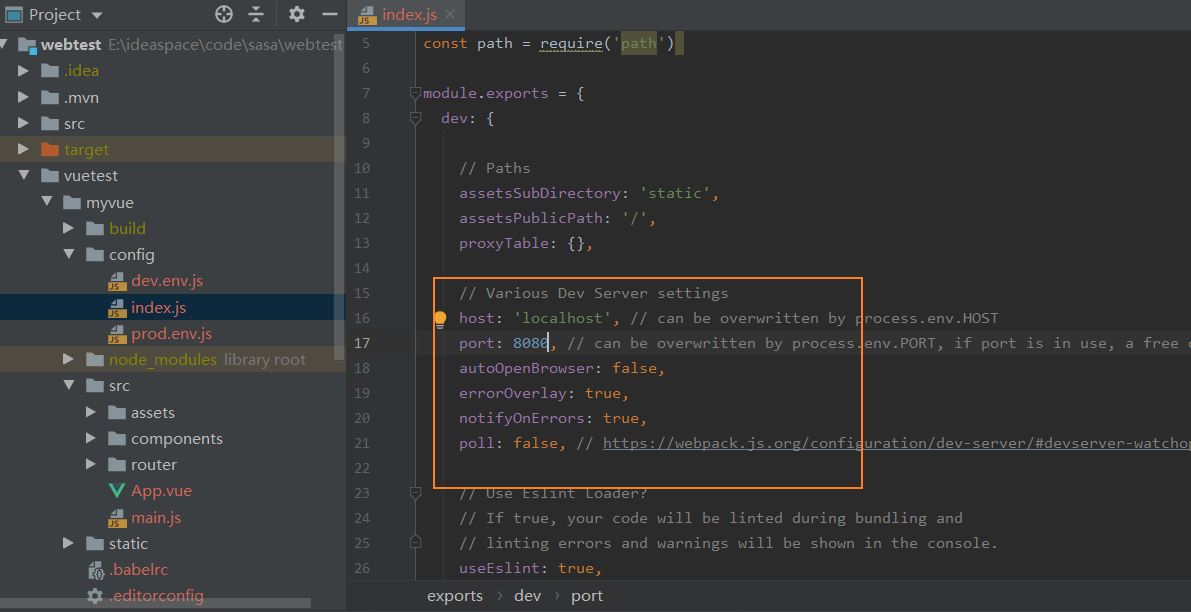 Project
webtest E:\ideaspace\code\sasa\webtest
.idea
.mvn
src
target
vuetest
myvue
build
config
dev.env.js
index.js
prod.env.js
node_modules library root
src
assets
components
router
App.vue
main.js
static
.babelrc
.editorconfig
index.js
5 const path = require('path')
6
7 module.exports = {
8 dev: {
9
10 // Paths
11 assetsSubDirectory: 'static',
12 assetsPublicPath: '/',
13 proxyTable: {},
14
15 // Various Dev Server settings
16 host: 'localhost', // can be overwritten by process.env.HOST
17 port: 8080, // can be overwritten by process.env.PORT, if port is in use, a free
18 autoOpenBrowser: false,
19 errorOverlay: true,
20 notifyOnErrors: true,
21 poll: false, // https://webpack.js.org/configuration/dev-server/#devserver-watchop
22
23 // Use Eslint Loader?
24 // If true, your code will be linted during bundling and
25 // linting errors and warnings will be shown in the console.
26 useEslint: true,
exports › dev › port